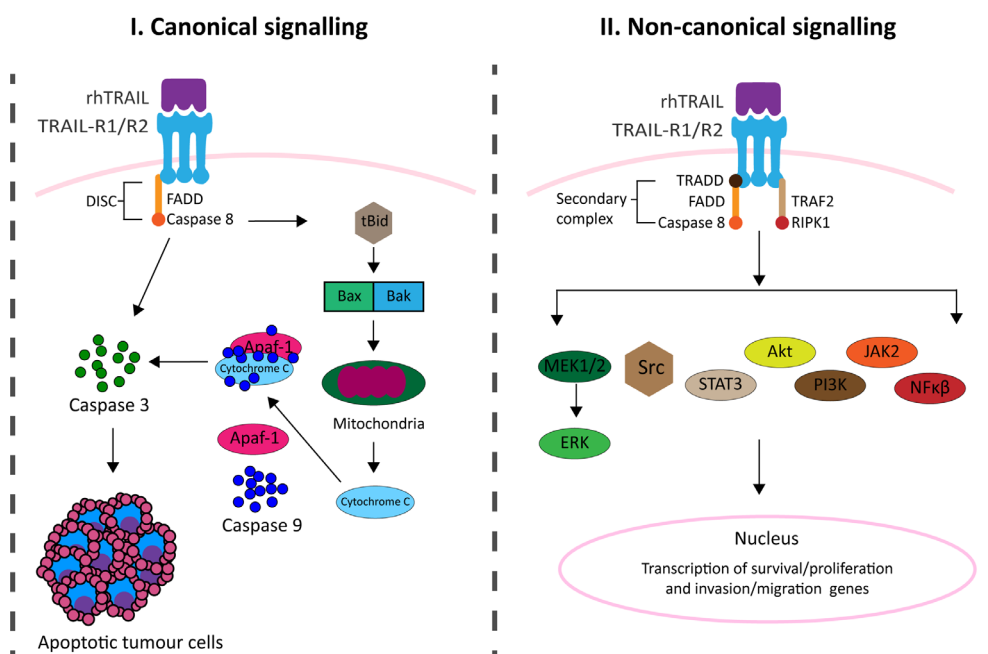 I. Canonical signalling
rhTRAIL
TRAIL-R1/R2
DISC
FADD
Caspase 8
tBid
Bax
Bak
Apaf-1
Cytochrome C
Caspase 3
Mitochondria
Apaf-1
Cytochrome C
Caspase 9
Apoptotic tumour cells
II. Non-canonical signalling
rhTRAIL
TRAIL-R1/R2
Secondary
complex
TRADD
FADD
Caspase 8
TRAF2
RIPK1
MEK1/2
Src
STAT3
Akt
PI3K
JAK2
NFκβ
ERK
Nucleus
Transcription of survival/proliferation
and invasion/migration genes